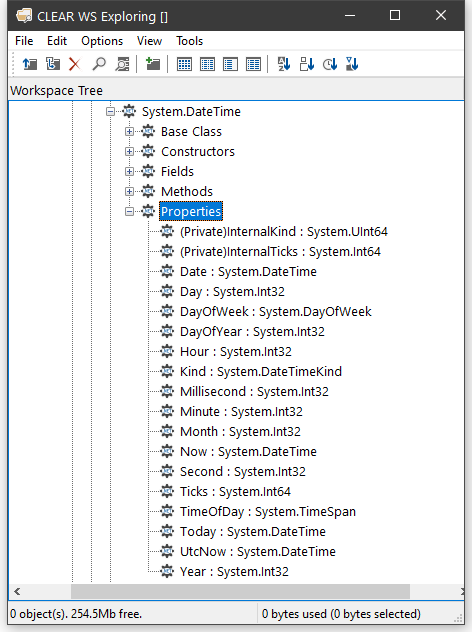 CLEAR WS Exploring []
File Edit Options View Tools
Workspace Tree
System.DateTime
Base Class
Constructors
Fields
Methods
Properties
(Private)InternalKind : System.UInt64
(Private)InternalTicks : System.Int64
Date : System.DateTime
Day : System.Int32
DayOfWeek : System.DayOfWeek
DayOfYear : System.Int32
Hour : System.Int32
Kind : System.DateTimeKind
Millisecond : System.Int32
Minute : System.Int32
Month : System.Int32
Now : System.DateTime
Second : System.Int32
Ticks : System.Int64
TimeOfDay : System.TimeSpan
Today : System.DateTime
UtcNow : System.DateTime
Year : System.Int32
0 object(s). 254.5Mb free. 0 bytes used (0 bytes selected)